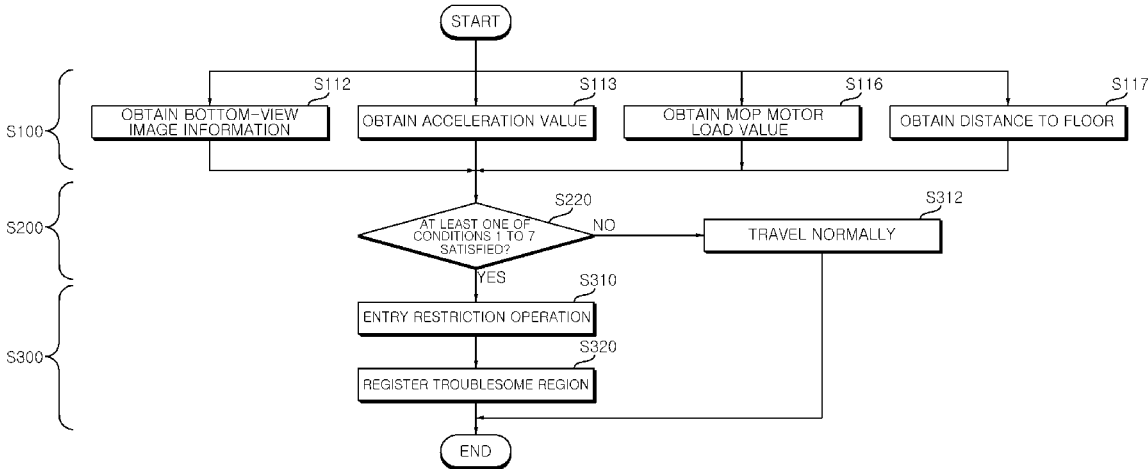 START
S100
S112
OBTAIN BOTTOM-VIEW
IMAGE INFORMATION
S113
OBTAIN ACCELERATION VALUE
S116
OBTAIN MOP MOTOR
LOAD VALUE
S117
OBTAIN DISTANCE TO FLOOR
S200
S220
AT LEAST ONE OF
CONDITIONS 1 TO 7
SATISFIED?
NO
S312
TRAVEL NORMALLY
YES
S300
S310
ENTRY RESTRICTION OPERATION
S320
REGISTER TROUBLESOME REGION
END